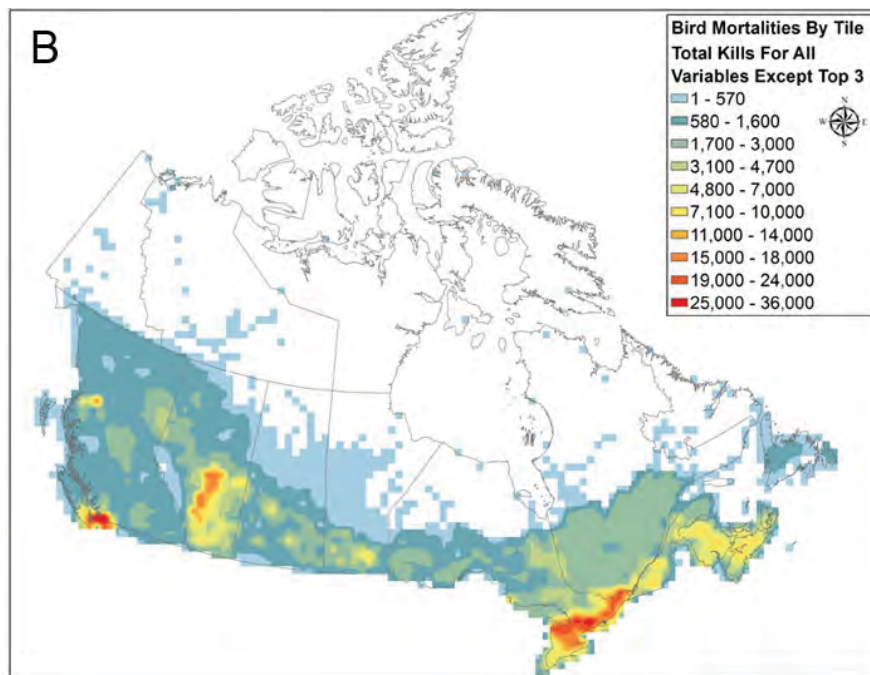 B
Bird Mortalities By Tile
Total Kills For All
Variables Except Top 3
1 - 570
580 - 1,600
1,700 - 3,000
3,100 - 4,700
4,800 - 7,000
7,100 - 10,000
11,000 - 14,000
15,000 - 18,000
19,000 - 24,000
25,000 - 36,000
N
W E
S